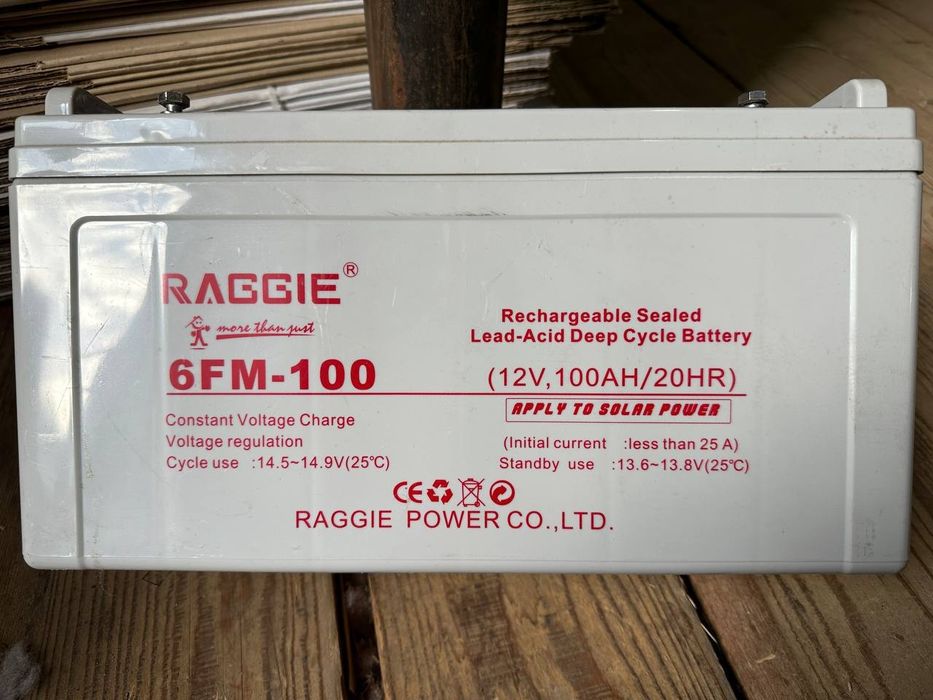 RAGGIE®
more than just
6FM-100
Rechargeable Sealed
Lead-Acid Deep Cycle Battery
(12V,100AH/20HR)
APPLY TO SOLAR POWER
Constant Voltage Charge
Voltage regulation
Cycle use :14.5~14.9V(25℃)
(Initial current :less than 25A)
Standby use :13.6~13.8V(25℃)
CE
RAGGIE POWER CO.,LTD.